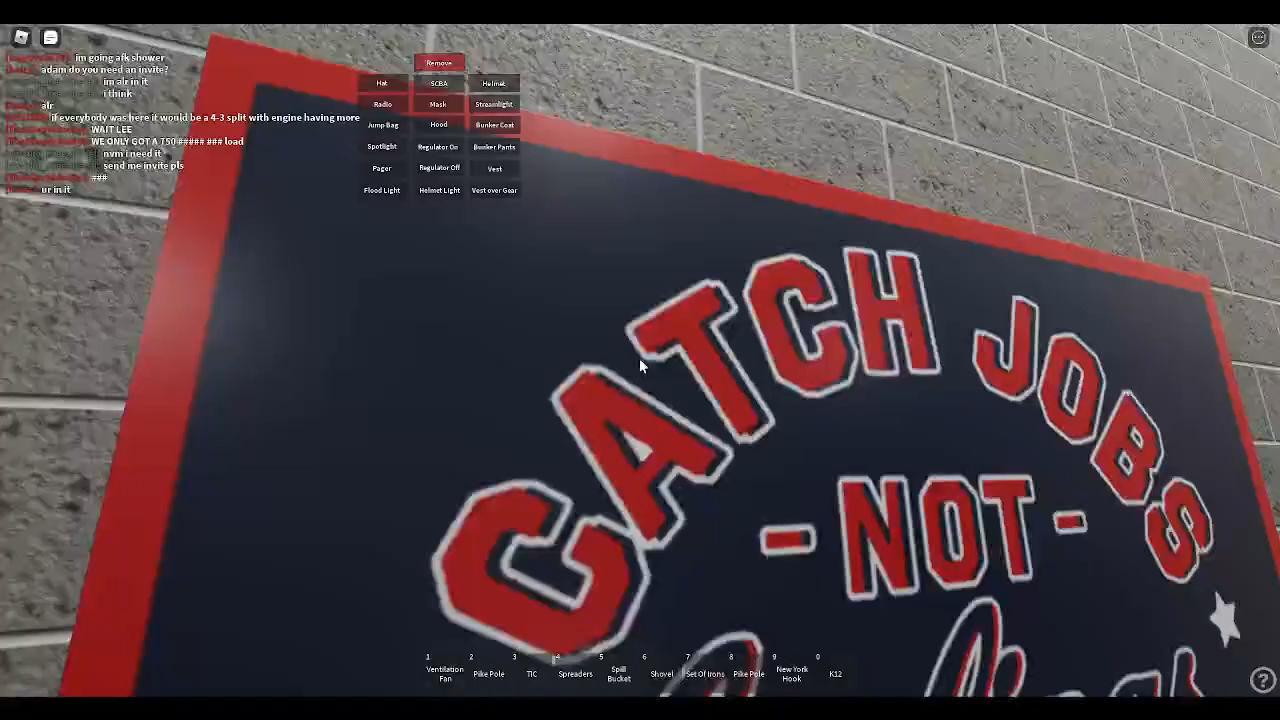 im going afk shower
adam do you need an invite?
im alr in it
i think
alr
if everybody was here it would be a 4-3 split with engine having more
WAIT LEE
WE ONLY GOT A T50 ##### ### load
nvm i need it
send me invite pls
###
ur in it
Remove
Hat SCBA Helmet
Radio Mask Streamlight
Jump Bag Hood Bunker Coat
Spotlight Regulator On Bunker Pants
Pager Regulator Off Vest
Flood Light Helmet Light Vest over Gear
CATCH JOBS
- NOT -
1 2 3 4 5 6 7 8 9 0
Ventilation Fan Pike Pole TIC Spreaders Spill Bucket Shovel Set Of Irons Pike Pole New York Hook K12
?